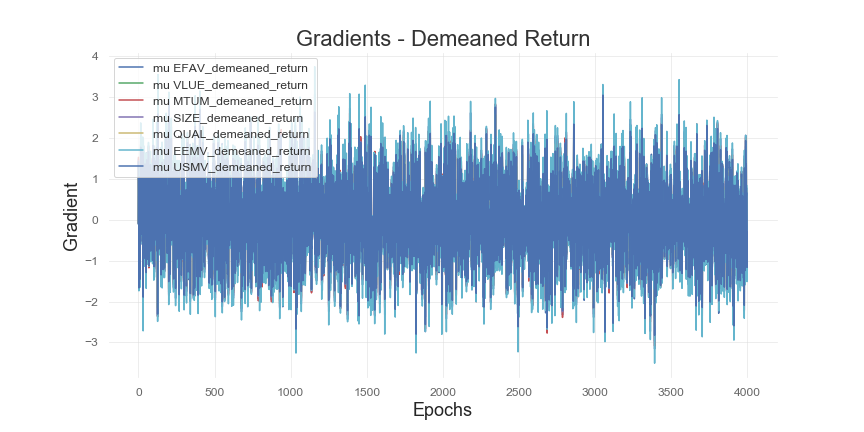 Gradients - Demeaned Return
4
3
2
1
0
−1
−2
−3
Gradient
mu EFAV_demeaned_return
mu VLUE_demeaned_return
mu MTUM_demeaned_return
mu SIZE_demeaned_return
mu QUAL_demeaned_return
mu EEMV_demeaned_return
mu USMV_demeaned_return
0 500 1000 1500 2000 2500 3000 3500 4000
Epochs